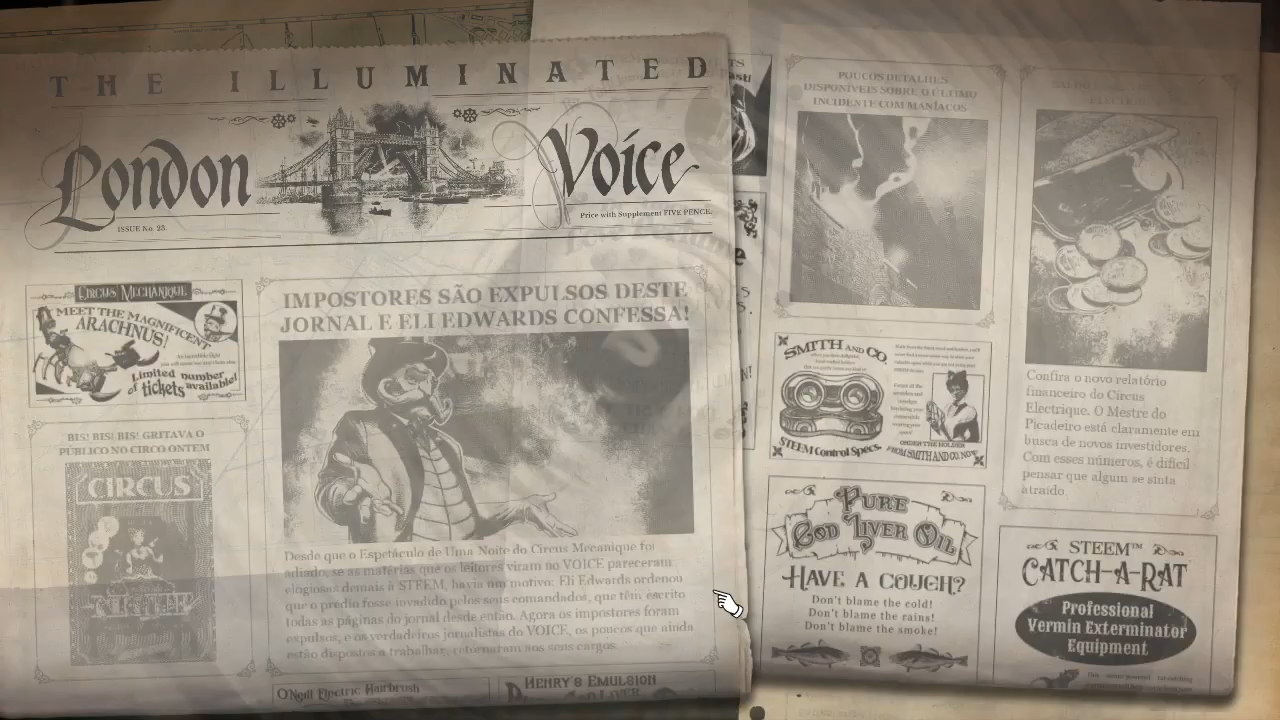 THE ILLUMINATED
London Voice
ISSUE No. 23.
Price with Supplement FIVE PENCE.
CIRCUS MECHANIQUE
MEET THE MAGNIFICENT
ARACHNUS!
Limited number
of tickets available!
BIS! BIS! BIS! GRITAVA O
PÚBLICO NO CIRCO ONTEM
CIRCUS
IMPOSTORES SÃO EXPULSOS DESTE
JORNAL E ELI EDWARDS CONFESSA!
Desde que o Espetáculo de Uma Noite do Circus Mecanique foi
adiado, se as matérias que os leitores viram no VOICE pareceram
elogiosas demais à STEEM, havia um motivo: Eli Edwards ordenou
que o prédio fosse invadido pelos seus comandados, que têm escrito
todas as páginas do jornal desde então. Agora os impostores foram
expulsos, e os verdadeiros jornalistas do VOICE, os poucos que ainda
estão dispostos a trabalhar, retornaram aos seus cargos.
O'Neill Electric Hairbrush
HENRY'S EMULSION
POUCOS DETALHES
DISPONÍVEIS SOBRE O ÚLTIMO
INCIDENTE COM MANÍACOS
SMITH AND CO.
STEEM Control Specs.
ORDER THE HOLDER
FROM SMITH AND CO. NOW
PURE
COD LIVER OIL
HAVE A COUGH?
Don't blame the cold!
Don't blame the rains!
Don't blame the smoke!
Confira o novo relatório
financeiro do Circus
Electrique. O Mestre do
Picadeiro está claramente em
busca de novos investidores.
Com esses números, é difícil
pensar que algum se sinta
atraído.
STEEM™
CATCH-A-RAT
Professional
Vermin Exterminator
Equipment